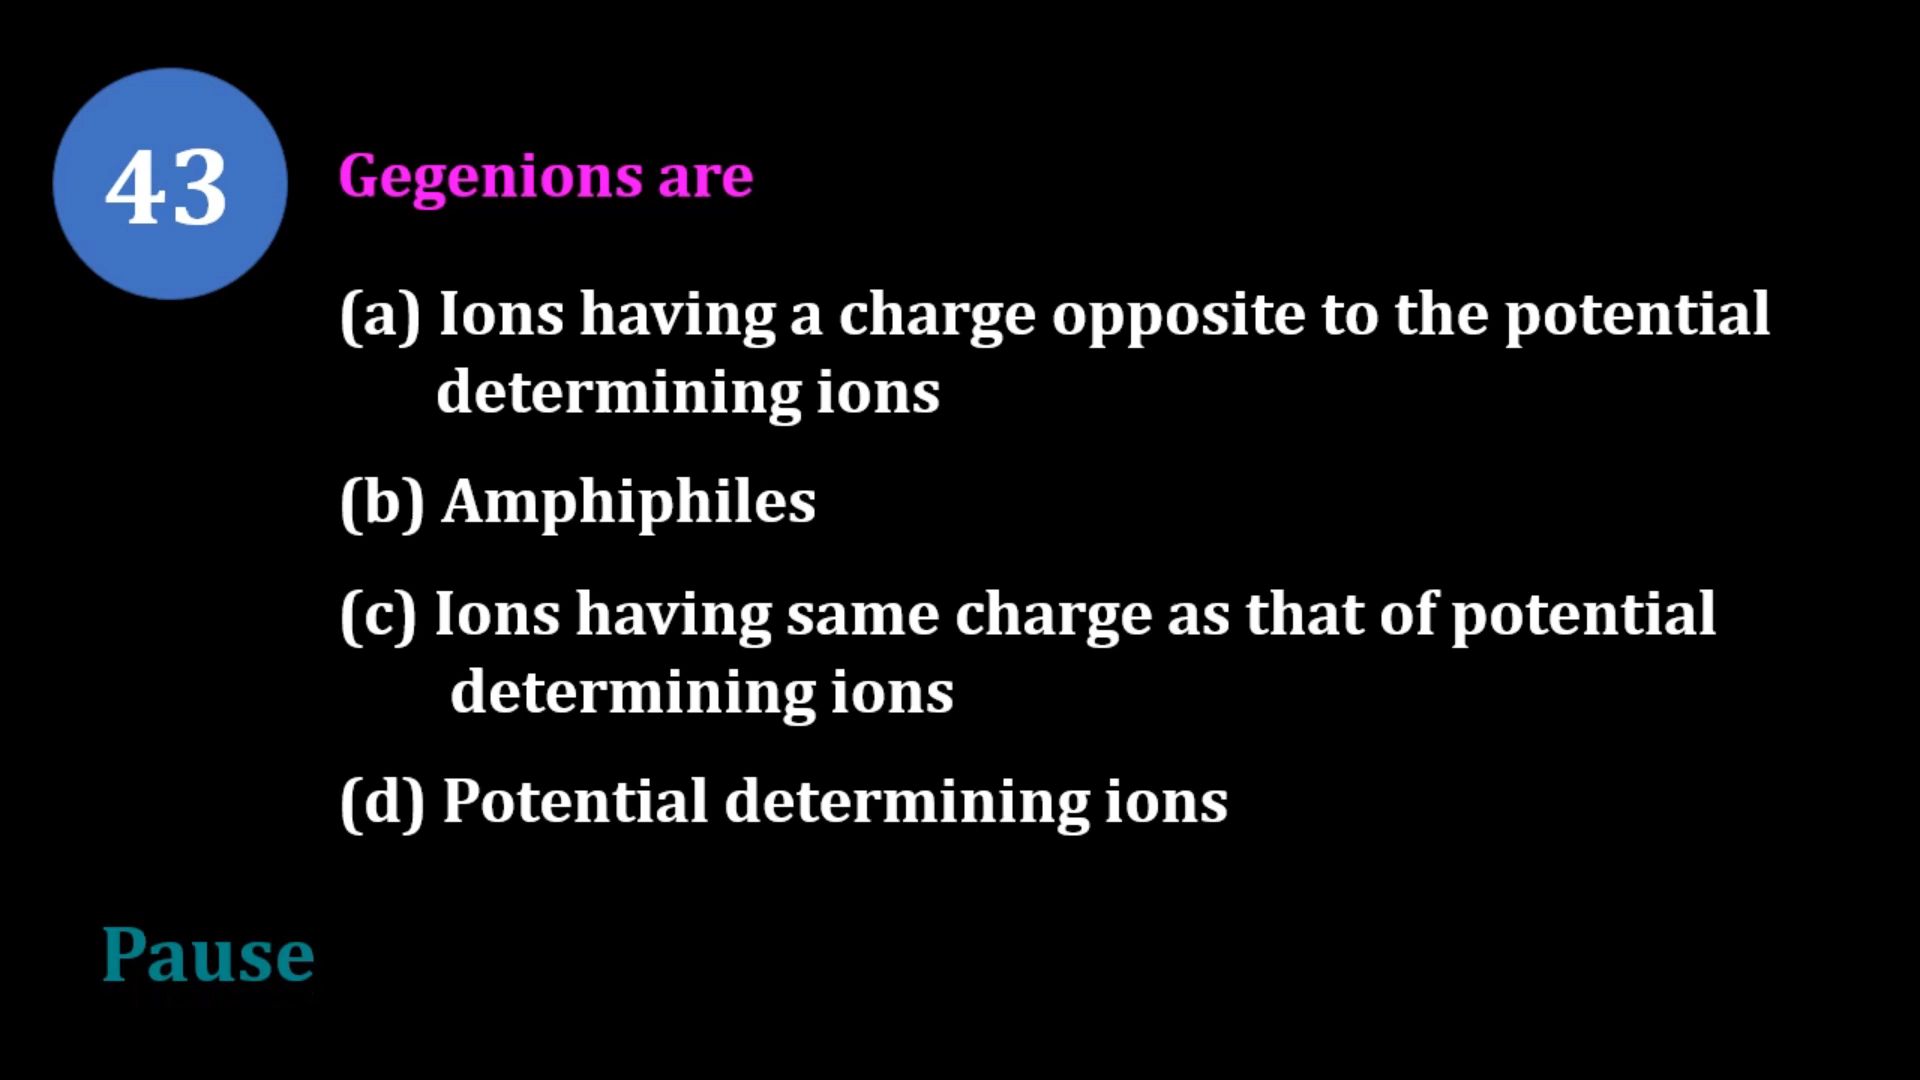 43
Gegenions are
(a) Ions having a charge opposite to the potential
determining ions
(b) Amphiphiles
(c) Ions having same charge as that of potential
determining ions
(d) Potential determining ions
Pause